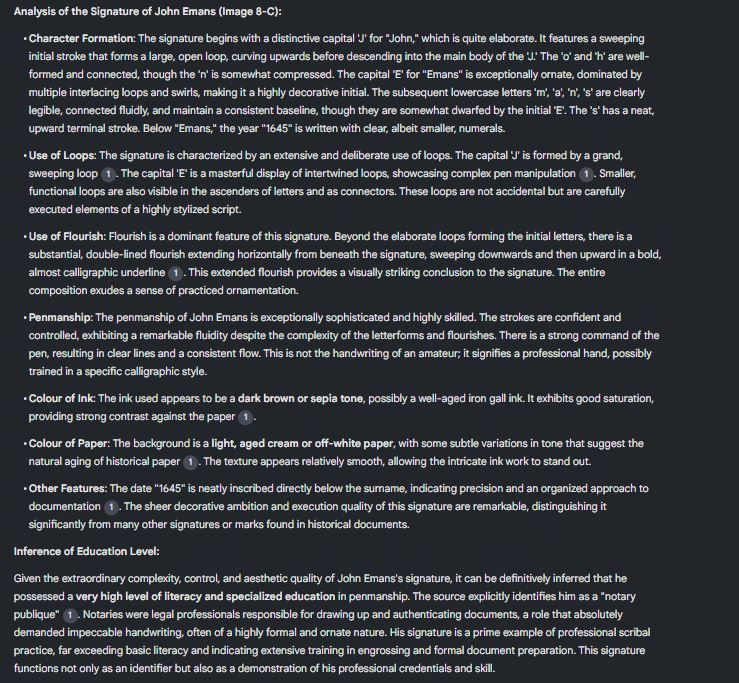 Analysis of the Signature of John Emans (Image 8-C):
• Character Formation: The signature begins with a distinctive capital 'J' for "John," which is quite elaborate. It features a sweeping
initial stroke that forms a large, open loop, curving upwards before descending into the main body of the 'J.' The 'o' and 'h' are well-
formed and connected, though the 'n' is somewhat compressed. The capital 'E' for "Emans" is exceptionally ornate, dominated by
multiple interlacing loops and swirls, making it a highly decorative initial. The subsequent lowercase letters 'm', 'a', 'n', 's' are clearly
legible, connected fluidly, and maintain a consistent baseline, though they are somewhat dwarfed by the initial 'E'. The 's' has a neat,
upward terminal stroke. Below "Emans," the year "1645" is written with clear, albeit smaller, numerals.
• Use of Loops: The signature is characterized by an extensive and deliberate use of loops. The capital 'J' is formed by a grand,
sweeping loop 1. The capital 'E' is a masterful display of intertwined loops, showcasing complex pen manipulation 1. Smaller,
functional loops are also visible in the ascenders of letters and as connectors. These loops are not accidental but are carefully
executed elements of a highly stylized script.
• Use of Flourish: Flourish is a dominant feature of this signature. Beyond the elaborate loops forming the initial letters, there is a
substantial, double-lined flourish extending horizontally from beneath the signature, sweeping downwards and then upward in a bold,
almost calligraphic underline 1. This extended flourish provides a visually striking conclusion to the signature. The entire
composition exudes a sense of practiced ornamentation.
• Penmanship: The penmanship of John Emans is exceptionally sophisticated and highly skilled. The strokes are confident and
controlled, exhibiting a remarkable fluidity despite the complexity of the letterforms and flourishes. There is a strong command of the
pen, resulting in clear lines and a consistent flow. This is not the handwriting of an amateur; it signifies a professional hand, possibly
trained in a specific calligraphic style.
• Colour of Ink: The ink used appears to be a dark brown or sepia tone, possibly a well-aged iron gall ink. It exhibits good saturation,
providing strong contrast against the paper 1.
• Colour of Paper: The background is a light, aged cream or off-white paper, with some subtle variations in tone that suggest the
natural aging of historical paper 1. The texture appears relatively smooth, allowing the intricate ink work to stand out.
• Other Features: The date "1645" is neatly inscribed directly below the surname, indicating precision and an organized approach to
documentation 1. The sheer decorative ambition and execution quality of this signature are remarkable, distinguishing it
significantly from many other signatures or marks found in historical documents.
Inference of Education Level:
Given the extraordinary complexity, control, and aesthetic quality of John Emans's signature, it can be definitively inferred that he
possessed a very high level of literacy and specialized education in penmanship. The source explicitly identifies him as a "notary
publique" 1. Notaries were legal professionals responsible for drawing up and authenticating documents, a role that absolutely
demanded impeccable handwriting, often of a highly formal and ornate nature. His signature is a prime example of professional scribal
practice, far exceeding basic literacy and indicating extensive training in engrossing and formal document preparation. This signature
functions not only as an identifier but also as a demonstration of his professional credentials and skill.